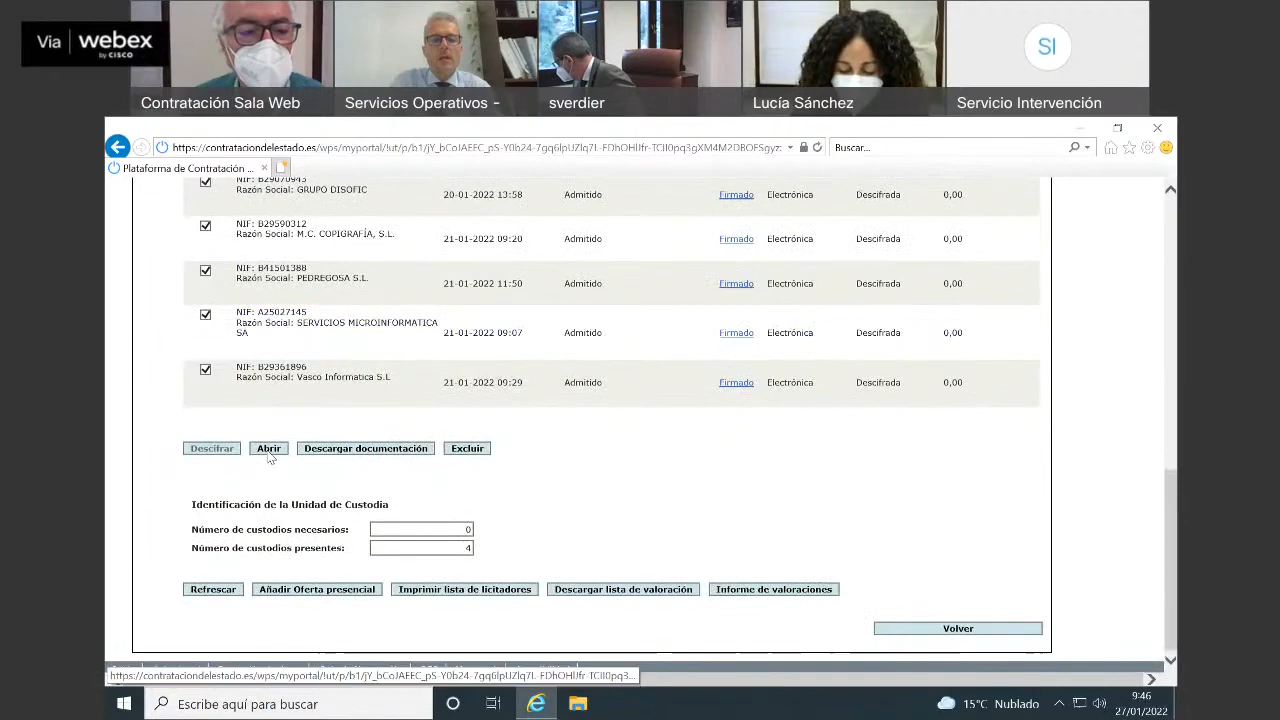 Via webex
by CISCO
SI
Contratación Sala Web
Servicios Operativos -
sverdier
Lucía Sánchez
Servicio Intervención
Buscar...
Plataforma de Contratación ...
NIF: B29070943
Razón Social: GRUPO DISOFIC 20-01-2022 13:58 Admitido Firmado Electrónica Descifrada 0,00
NIF: B29590312
Razón Social: M.C. COPIGRAFÍA, S.L. 21-01-2022 09:20 Admitido Firmado Electrónica Descifrada 0,00
NIF: B41501388
Razón Social: PEDREGOSA S.L. 21-01-2022 11:50 Admitido Firmado Electrónica Descifrada 0,00
NIF: A25027145
Razón Social: SERVICIOS MICROINFORMATICA
SA 21-01-2022 09:07 Admitido Firmado Electrónica Descifrada 0,00
NIF: B29361896
Razón Social: Vasco Informatica S.L 21-01-2022 09:29 Admitido Firmado Electrónica Descifrada 0,00
Descifrar Abrir Descargar documentación Excluir
Identificación de la Unidad de Custodia
Número de custodios necesarios: 0
Número de custodios presentes: 4
Refrescar Añadir Oferta presencial Imprimir lista de licitadores Descargar lista de valoración Informe de valoraciones
Volver
Escribe aquí para buscar
15°C Nublado
9:46
27/01/2022